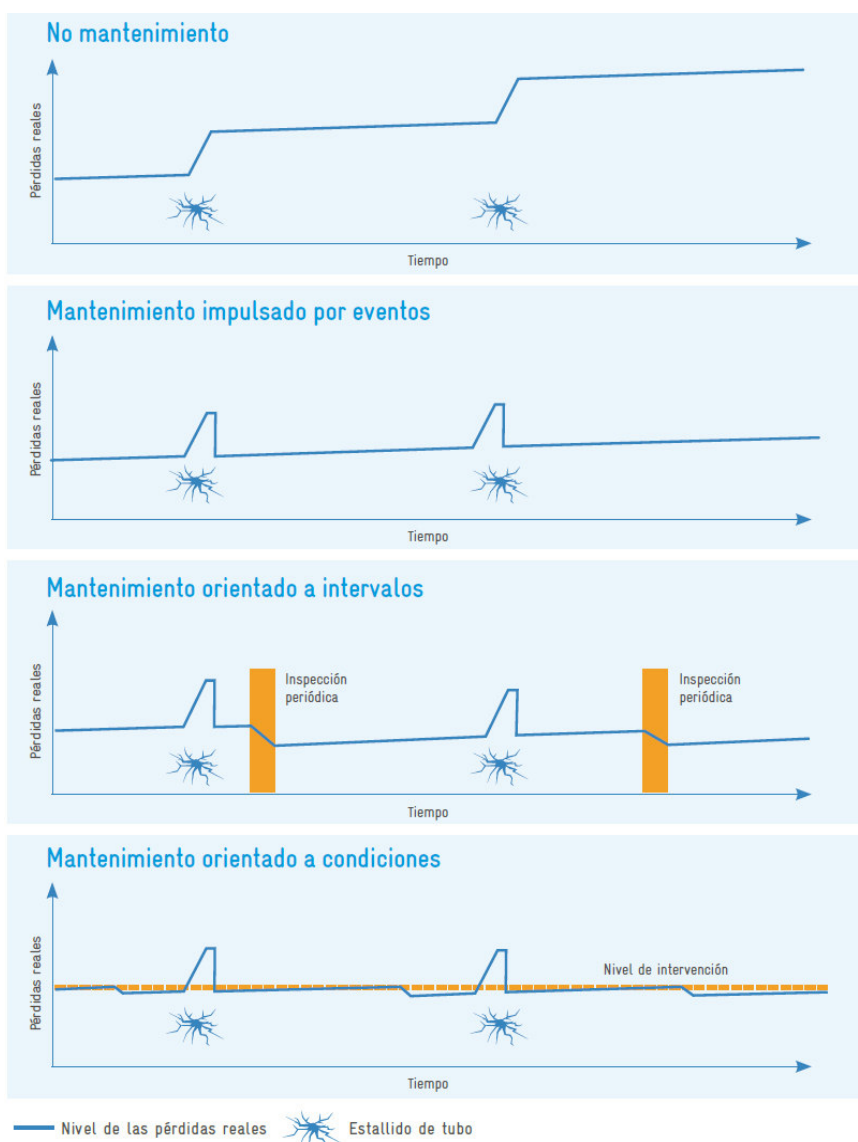 No mantenimiento
Pérdidas reales
Tiempo
Mantenimiento impulsado por eventos
Pérdidas reales
Tiempo
Mantenimiento orientado a intervalos
Pérdidas reales
Inspección
periódica
Inspección
periódica
Tiempo
Mantenimiento orientado a condiciones
Pérdidas reales
Nivel de intervención
Tiempo
Nivel de las pérdidas reales
Estallido de tubo